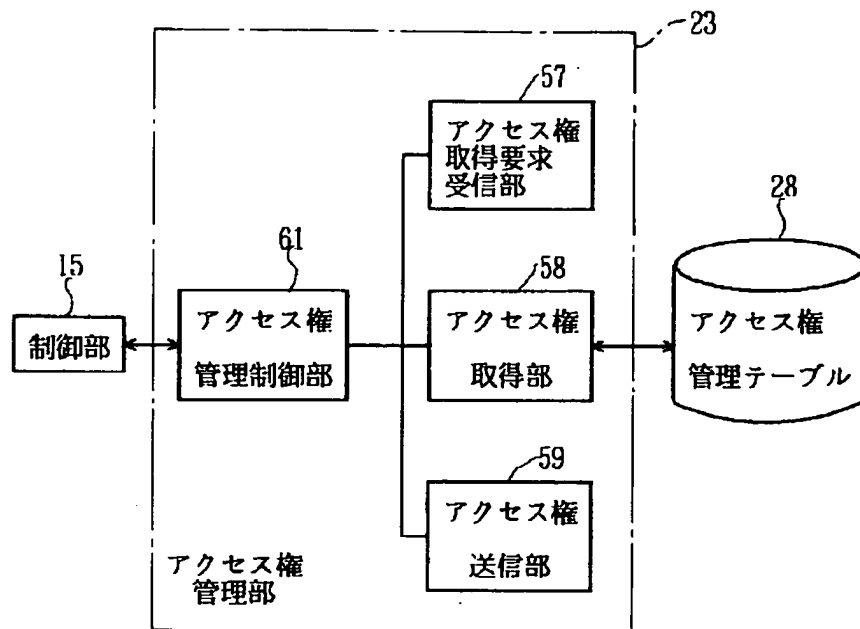 23
57
アクセス権
取得要求
受信部
28
61
15
58
制御部
アクセス権
管理制御部
アクセス権
取得部
アクセス権
管理テーブル
59
アクセス権
送信部
アクセス権
管理部